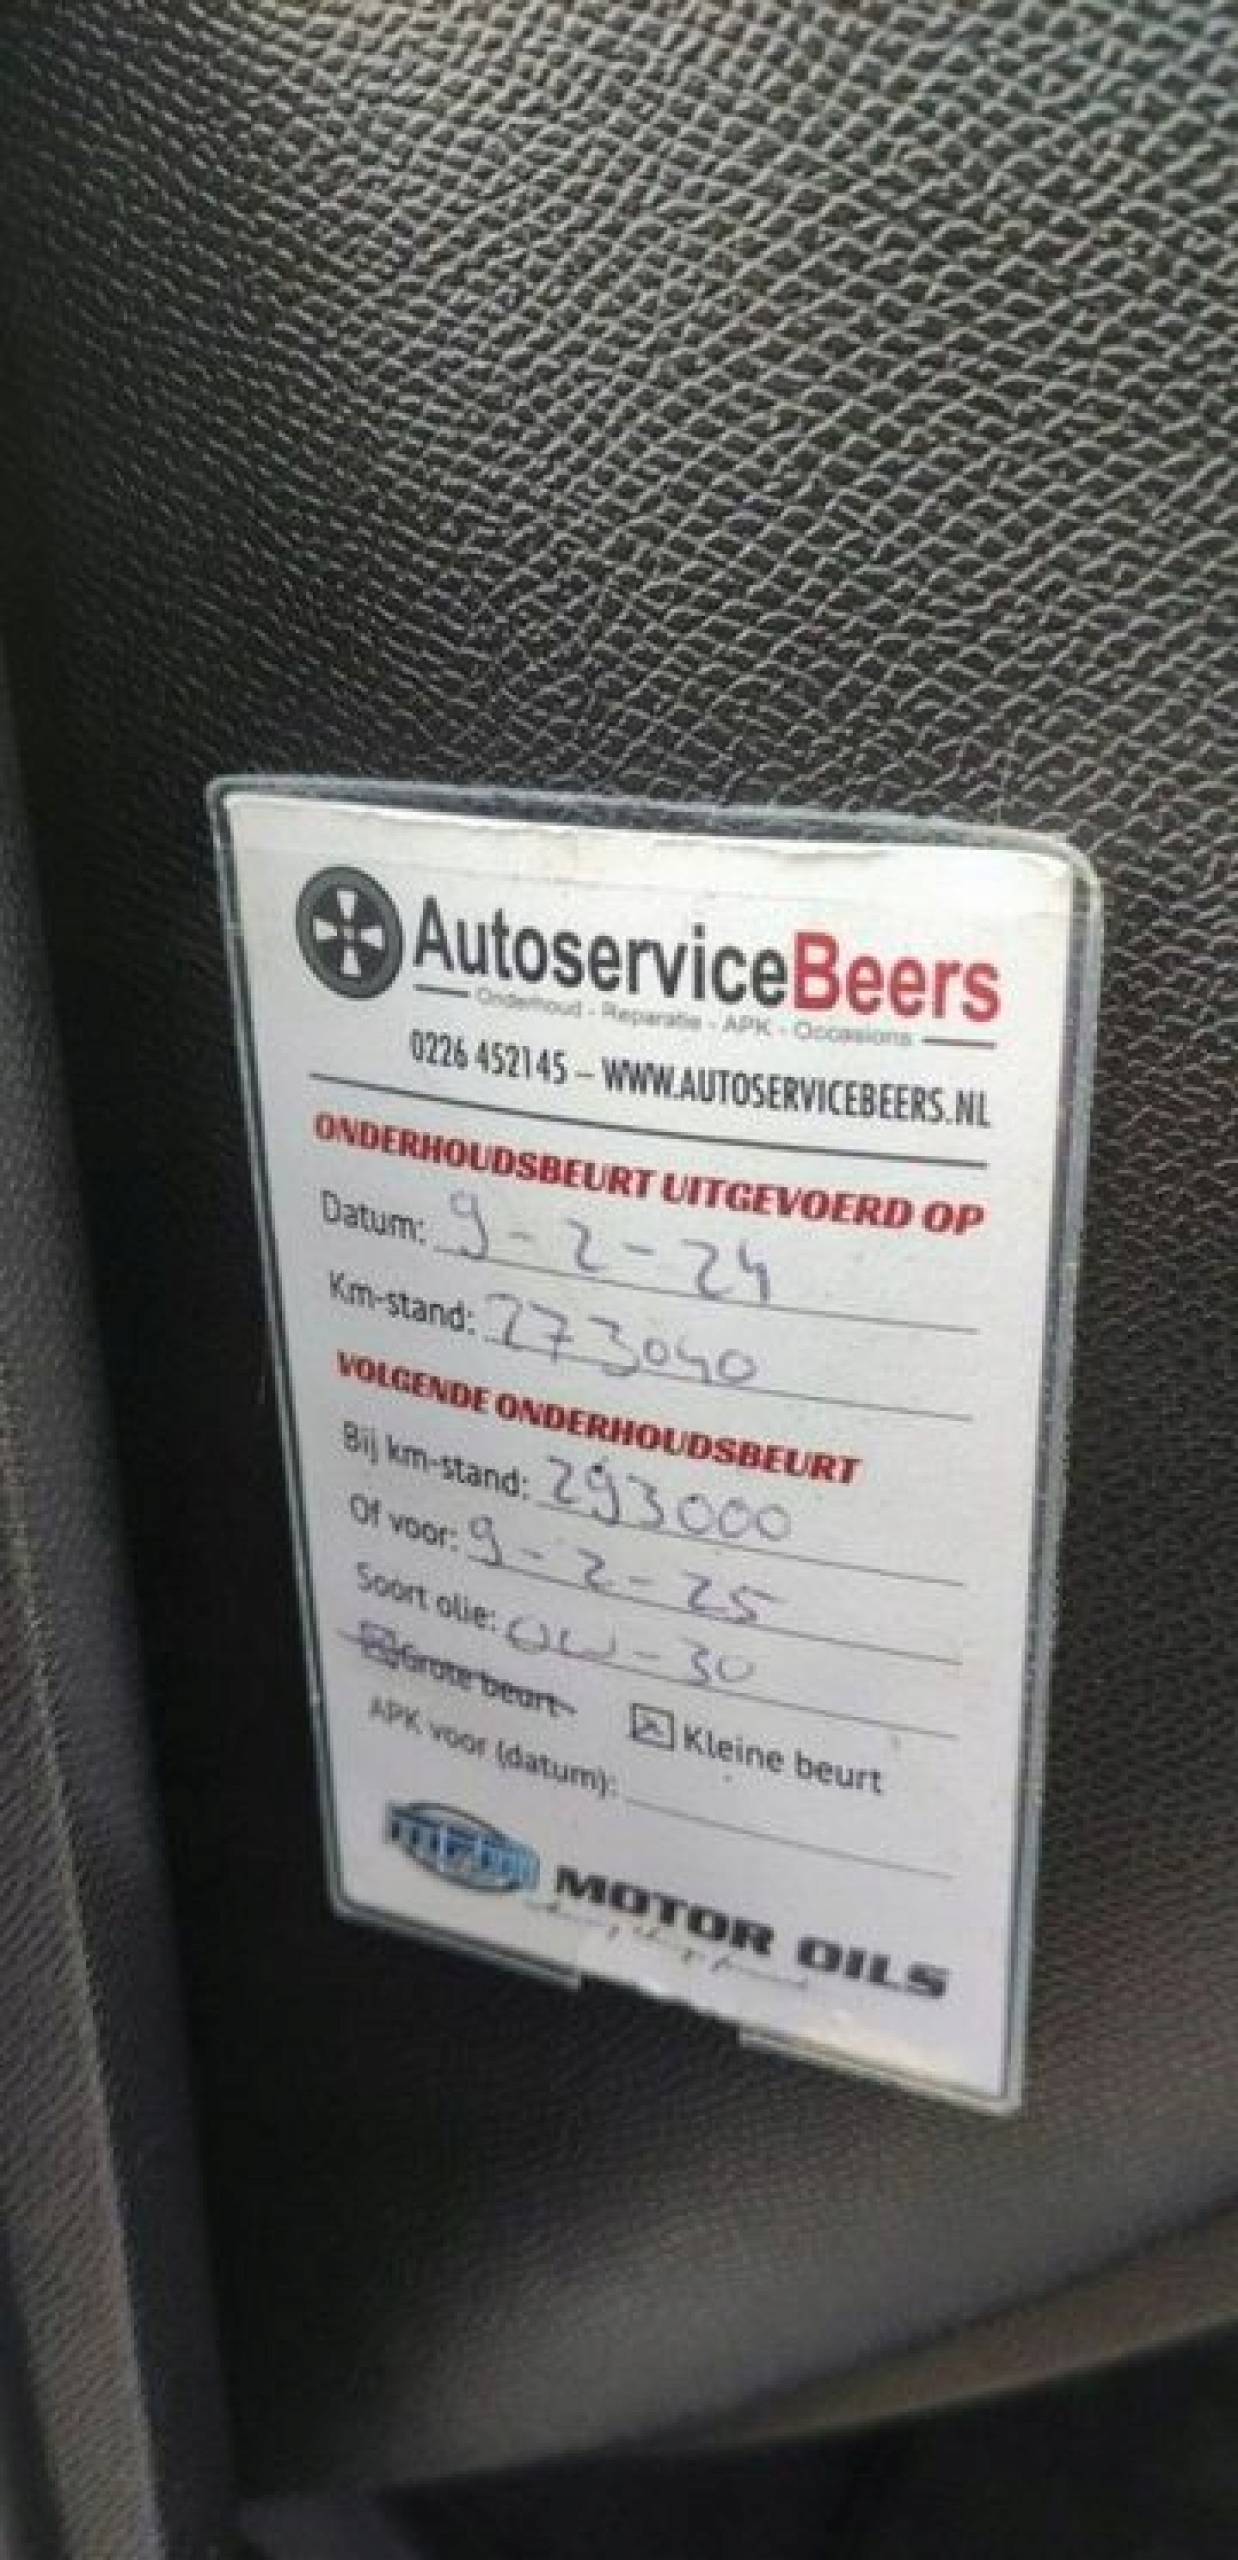 AutoserviceBeers
Onderhoud - Reparatie - APK - Occasions
0226 452145 – WWW.AUTOSERVICEBEERS.NL
ONDERHOUDSBEURT UITGEVOERD OP
Datum: 9-2-24
Km-stand: 273040
VOLGENDE ONDERHOUDSBEURT
Bij km-stand: 293000
Of voor: 9-2-25
Soort olie: 0W-30
Grote beurt Kleine beurt
APK voor (datum):
MOTOR OILS